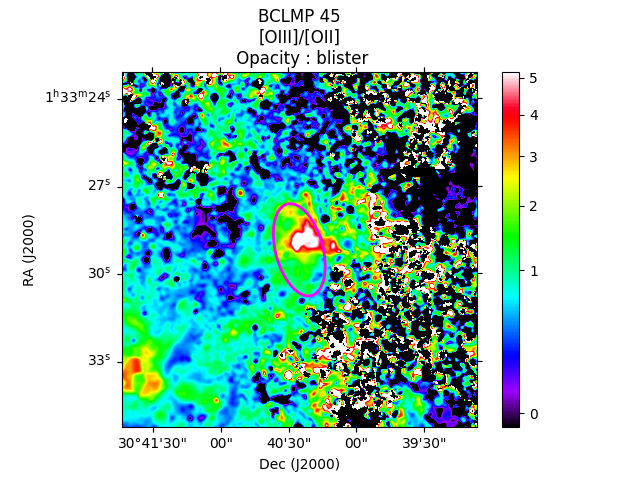 BCLMP 45
[OIII]/[OII]
Opacity : blister
1ʰ33ᵐ24ˢ
27ˢ
30ˢ
33ˢ
RA (J2000)
30°41'30" 00" 40'30" 00" 39'30"
Dec (J2000)
5
4
3
2
1
0